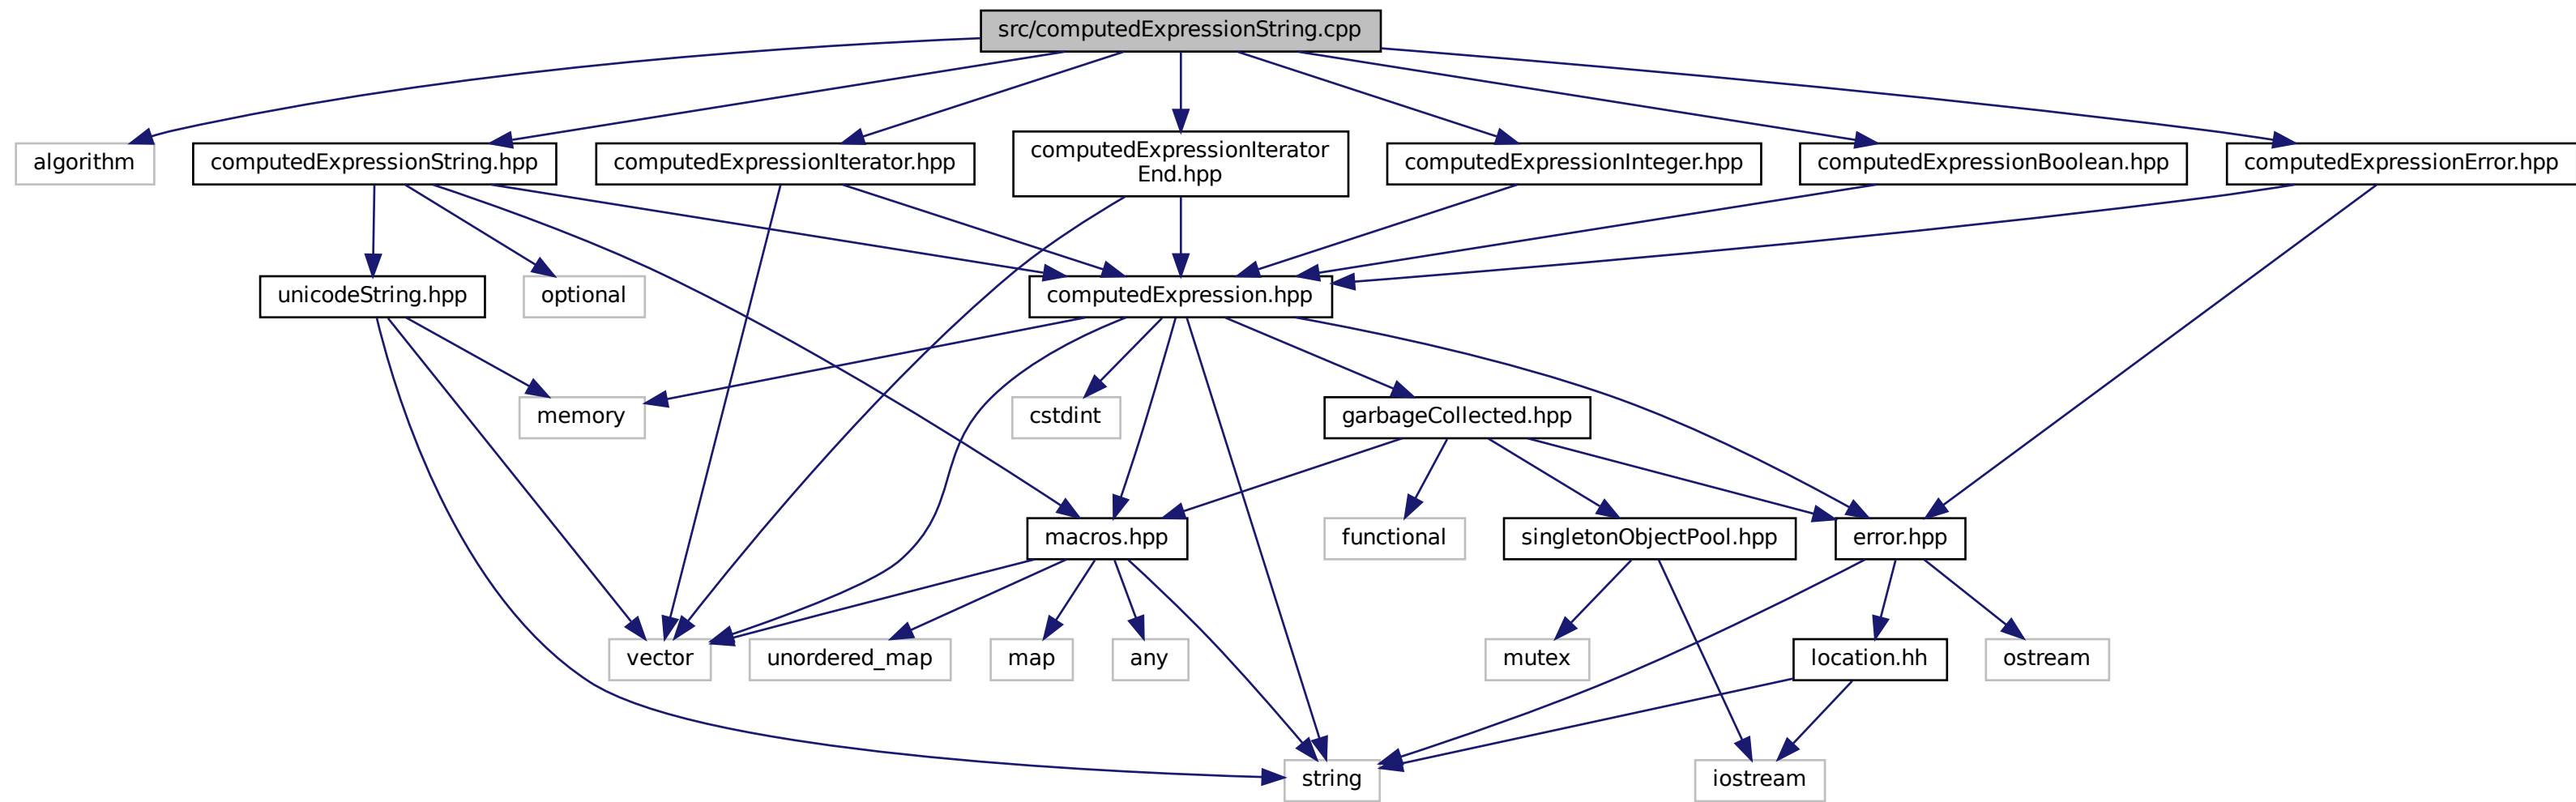 src/computedExpressionString.cpp
algorithm
computedExpressionString.hpp
computedExpressionIterator.hpp
computedExpressionIterator
End.hpp
computedExpressionInteger.hpp
computedExpressionBoolean.hpp
computedExpressionError.hpp
unicodeString.hpp
optional
computedExpression.hpp
memory
cstdint
garbageCollected.hpp
macros.hpp
functional
singletonObjectPool.hpp
error.hpp
vector
unordered_map
map
any
mutex
location.hh
ostream
string
iostream